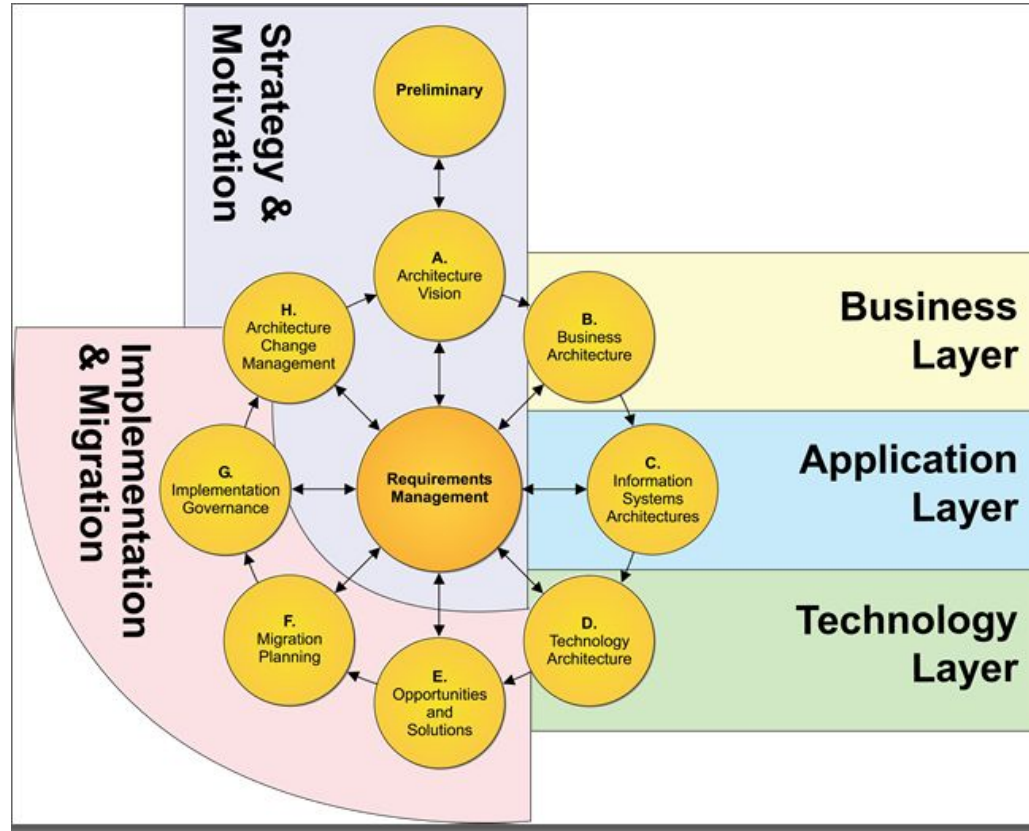 Strategy &
Motivation
Preliminary
A.
Architecture
Vision
H.
Architecture
Change
Management
B.
Business
Architecture
Business
Layer
Implementation
& Migration
G.
Implementation
Governance
Requirements
Management
C.
Information
Systems
Architectures
Application
Layer
F.
Migration
Planning
E.
Opportunities
and
Solutions
D.
Technology
Architecture
Technology
Layer